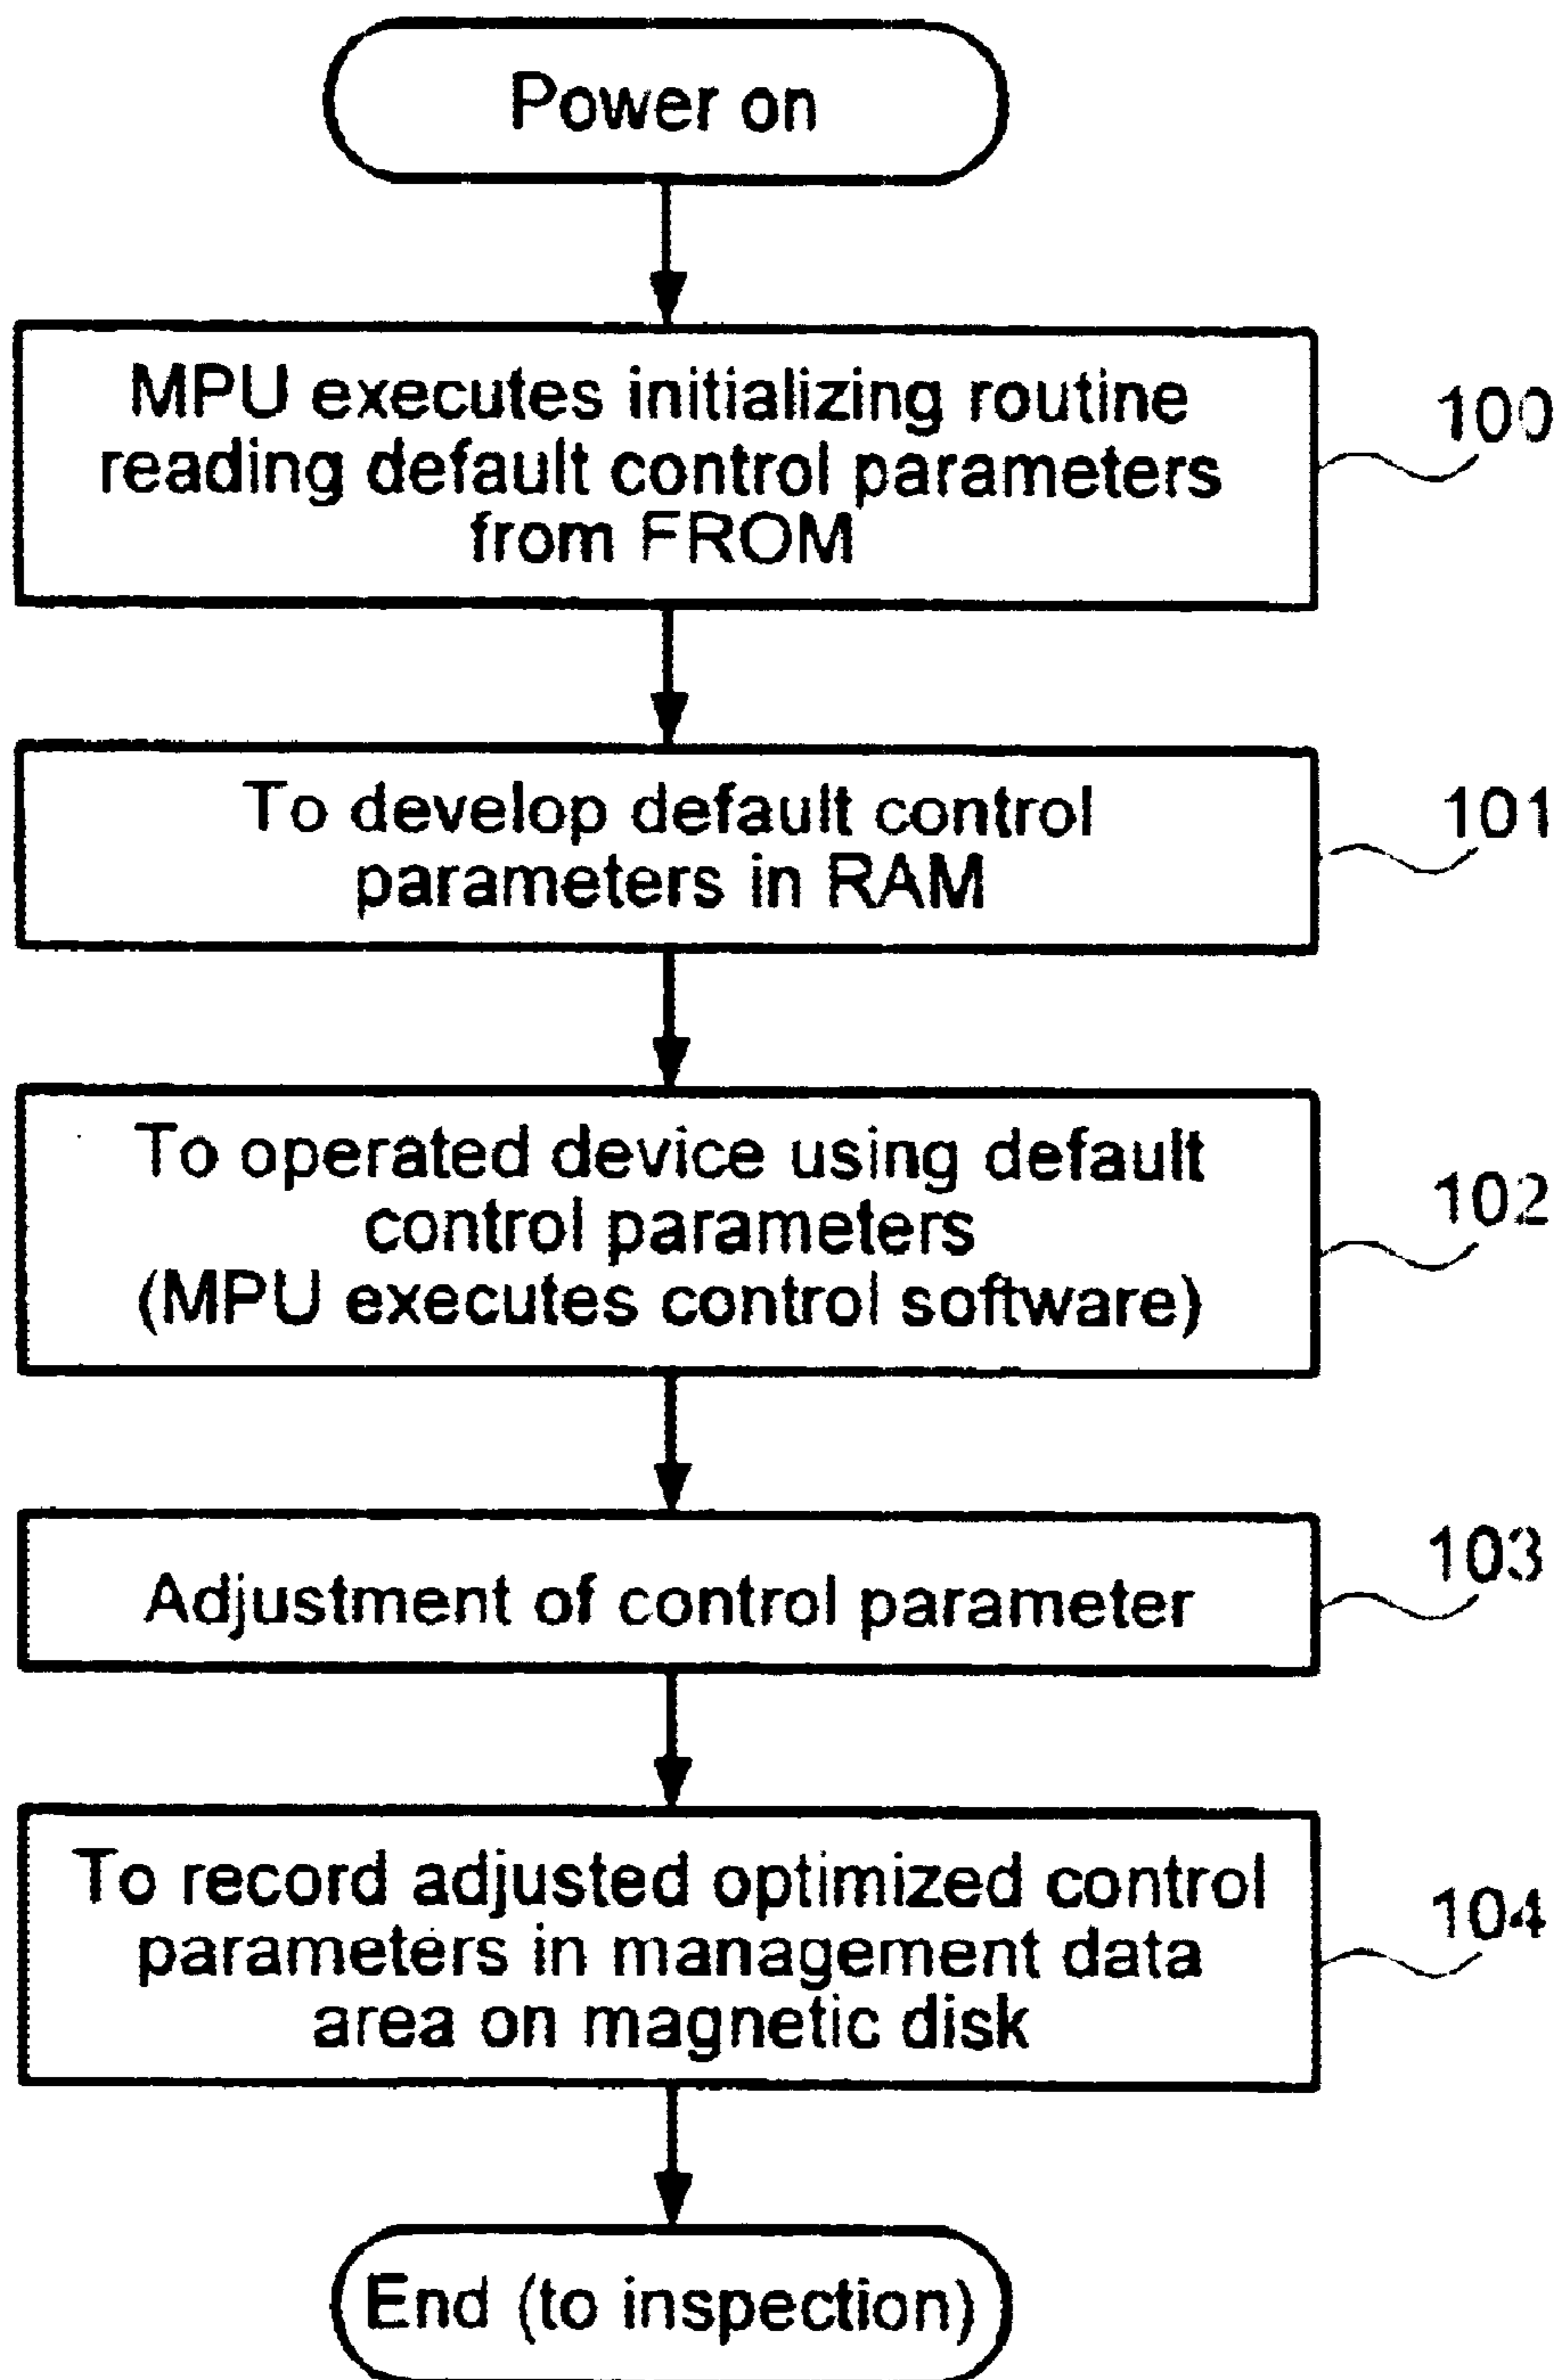 Power on
MPU executes initializing routine
reading default control parameters
from FROM
100
To develop default control
parameters in RAM
101
To operated device using default
control parameters
(MPU executes control software)
102
Adjustment of control parameter
103
To record adjusted optimized control
parameters in management data
area on magnetic disk
104
End (to inspection)